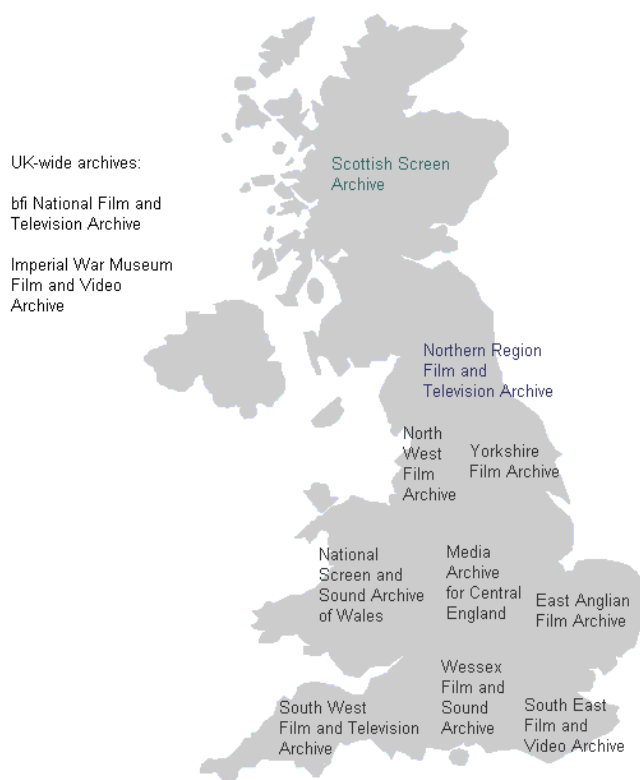 UK-wide archives:
bfi National Film and
Television Archive
Imperial War Museum
Film and Video
Archive
Scottish Screen
Archive
Northern Region
Film and
Television Archive
North
West
Film
Archive
Yorkshire
Film Archive
National
Screen and
Sound Archive
of Wales
Media
Archive
for Central
England
East Anglian
Film Archive
Wessex
Film and
Sound
Archive
South West
Film and Television
Archive
South East
Film and
Video Archive